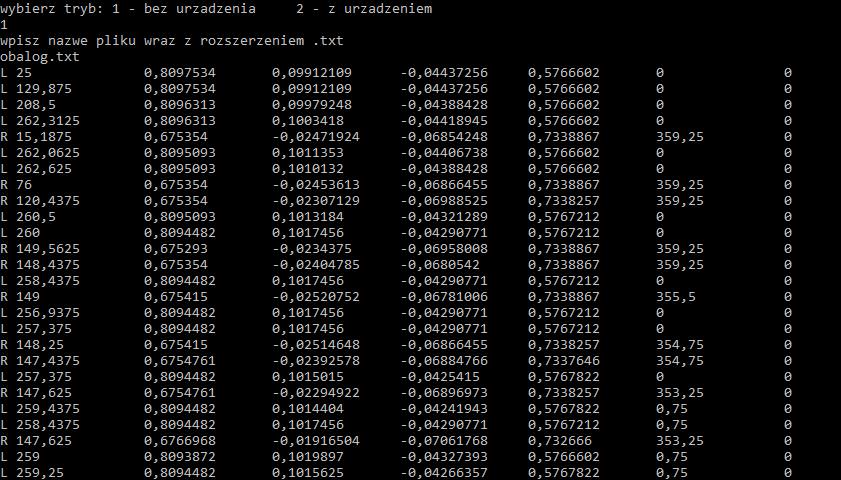 wybierz tryb: 1 - bez urzadzenia     2 - z urzadzeniem
1
wpisz nazwe pliku wraz z rozszerzeniem .txt
obalog.txt
L 25              0,8097534       0,09912109      -0,04437256     0,5766602       0               0
L 129,875         0,8097534       0,09912109      -0,04437256     0,5766602       0               0
L 208,5           0,8096313       0,09979248      -0,04388428     0,5766602       0               0
L 262,3125        0,8096313       0,1003418       -0,04418945     0,5766602       0               0
R 15,1875         0,675354        -0,02471924     -0,06854248     0,7338867       359,25          0
L 262,0625        0,8095093       0,1011353       -0,04406738     0,5766602       0               0
L 262,625         0,8095093       0,1010132       -0,04388428     0,5766602       0               0
R 76              0,675354        -0,02453613     -0,06866455     0,7338867       359,25          0
R 120,4375        0,675354        -0,02307129     -0,06988525     0,7338257       359,25          0
L 260,5           0,8095093       0,1013184       -0,04321289     0,5767212       0               0
L 260             0,8094482       0,1017456       -0,04290771     0,5767212       0               0
R 149,5625        0,675293        -0,0234375      -0,06958008     0,7338867       359,25          0
R 148,4375        0,675354        -0,02404785     -0,0680542      0,7338867       359,25          0
L 258,4375        0,8094482       0,1017456       -0,04290771     0,5767212       0               0
R 149             0,675415        -0,02520752     -0,06781006     0,7338867       355,5           0
L 256,9375        0,8094482       0,1017456       -0,04290771     0,5767212       0               0
L 257,375         0,8094482       0,1017456       -0,04290771     0,5767212       0               0
R 148,25          0,675415        -0,02514648     -0,06866455     0,7338257       354,75          0
R 147,4375        0,6754761       -0,02392578     -0,06884766     0,7337646       354,75          0
L 257,375         0,8094482       0,1015015       -0,0425415      0,5767822       0               0
R 147,625         0,6754761       -0,02294922     -0,06896973     0,7338257       353,25          0
L 259,4375        0,8094482       0,1014404       -0,04241943     0,5767822       0,75            0
L 258,4375        0,8094482       0,1017456       -0,04290771     0,5767212       0,75            0
R 147,625         0,6766968       -0,01916504     -0,07061768     0,732666        353,25          0
L 259             0,8093872       0,1019897       -0,04327393     0,5766602       0,75            0
L 259,25          0,8094482       0,1015625       -0,04266357     0,5767822       0,75            0